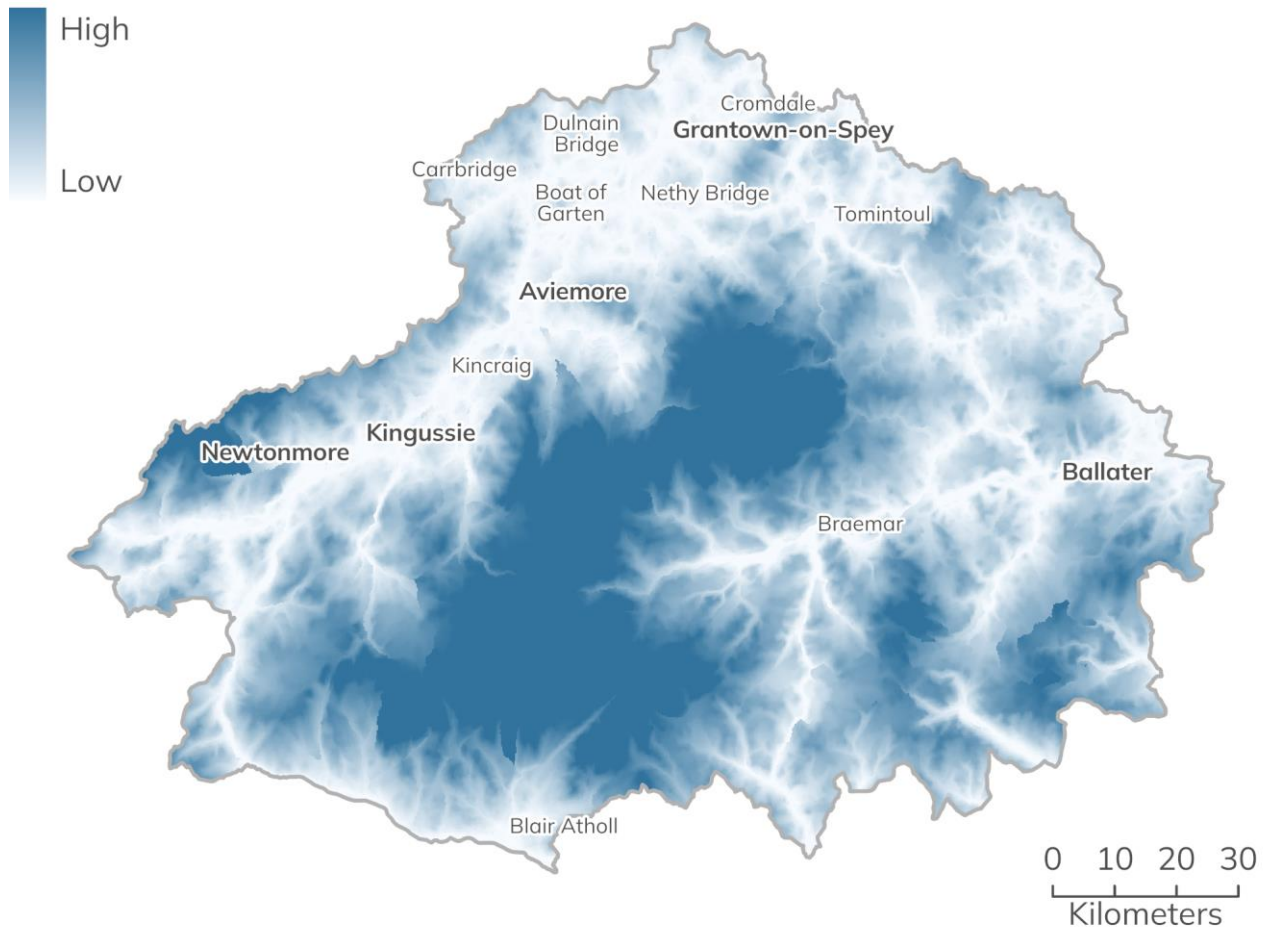 High
Low
Cromdale
Grantown-on-Spey
Dulnain
Bridge
Carrbridge
Boat of
Garten
Nethy Bridge
Tomintoul
Aviemore
Kincraig
Kingussie
Newtonmore
Ballater
Braemar
Blair Atholl
0 10 20 30
Kilometers